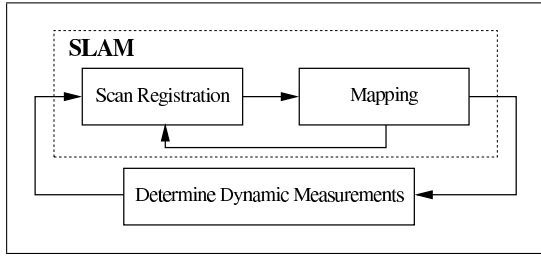 SLAM
Scan Registration
Mapping
Determine Dynamic Measurements